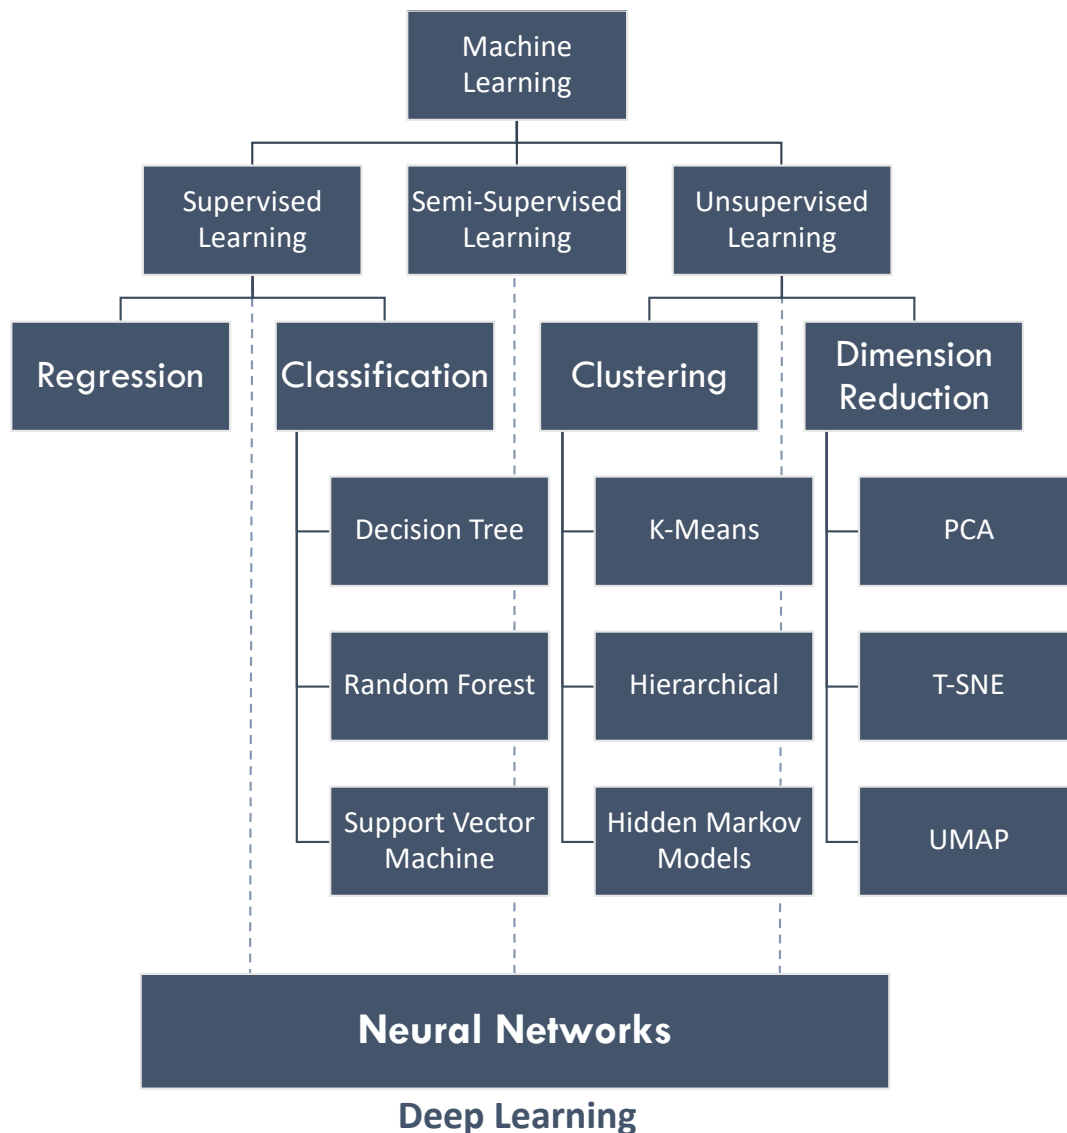 Machine
Learning
Supervised
Learning
Semi-Supervised
Learning
Unsupervised
Learning
Regression
Classification
Clustering
Dimension
Reduction
Decision Tree
K-Means
PCA
Random Forest
Hierarchical
T-SNE
Support Vector
Machine
Hidden Markov
Models
UMAP
Neural Networks
Deep Learning